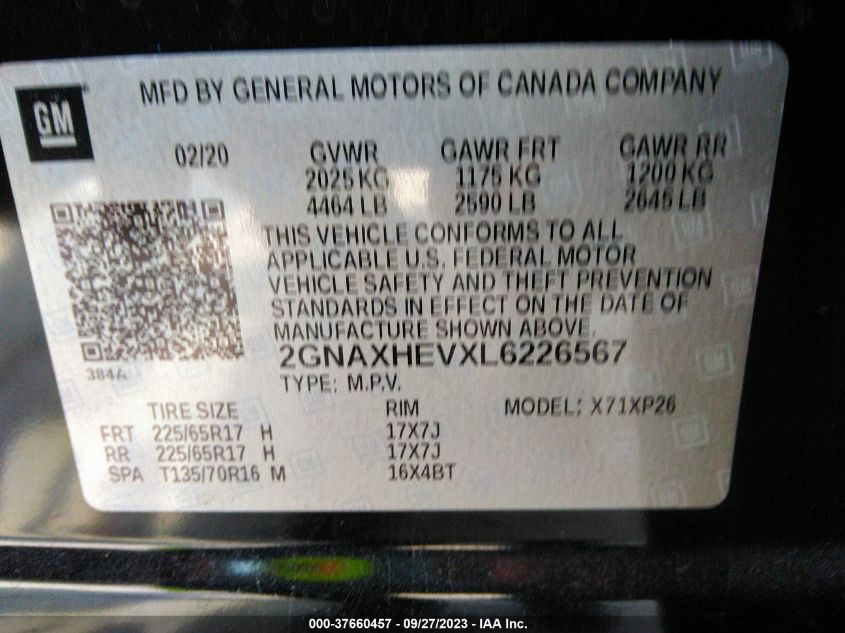 MFD BY GENERAL MOTORS OF CANADA COMPANY
GM
02/20 GVWR GAWR FRT GAWR RR
2025 KG 1175 KG 1200 KG
4464 LB 2590 LB 2645 LB
THIS VEHICLE CONFORMS TO ALL
APPLICABLE U.S. FEDERAL MOTOR
VEHICLE SAFETY AND THEFT PREVENTION
STANDARDS IN EFFECT ON THE DATE OF
MANUFACTURE SHOWN ABOVE.
2GNAXHEVXL6226567
384A
TYPE: M.P.V.
TIRE SIZE RIM MODEL: X71XP26
FRT 225/65R17 H 17X7J
RR 225/65R17 H 17X7J
SPA T135/70R16 M 16X4BT
000-37660457 - 09/27/2023 - IAA Inc.